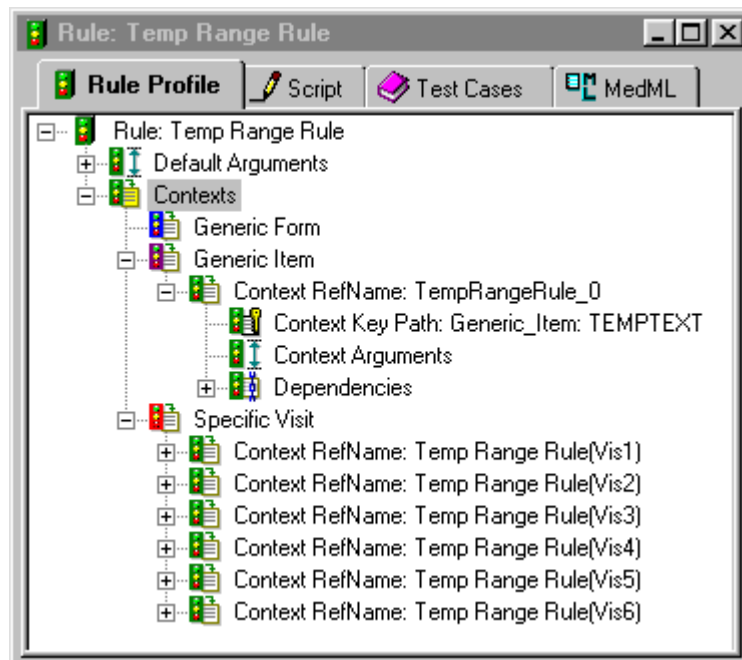 Rule: Temp Range Rule
Rule Profile Script Test Cases MedML
Rule: Temp Range Rule
Default Arguments
Contexts
Generic Form
Generic Item
Context RefName: TempRangeRule_0
Context Key Path: Generic_Item: TEMPTEXT
Context Arguments
Dependencies
Specific Visit
Context RefName: Temp Range Rule(Vis1)
Context RefName: Temp Range Rule(Vis2)
Context RefName: Temp Range Rule(Vis3)
Context RefName: Temp Range Rule(Vis4)
Context RefName: Temp Range Rule(Vis5)
Context RefName: Temp Range Rule(Vis6)